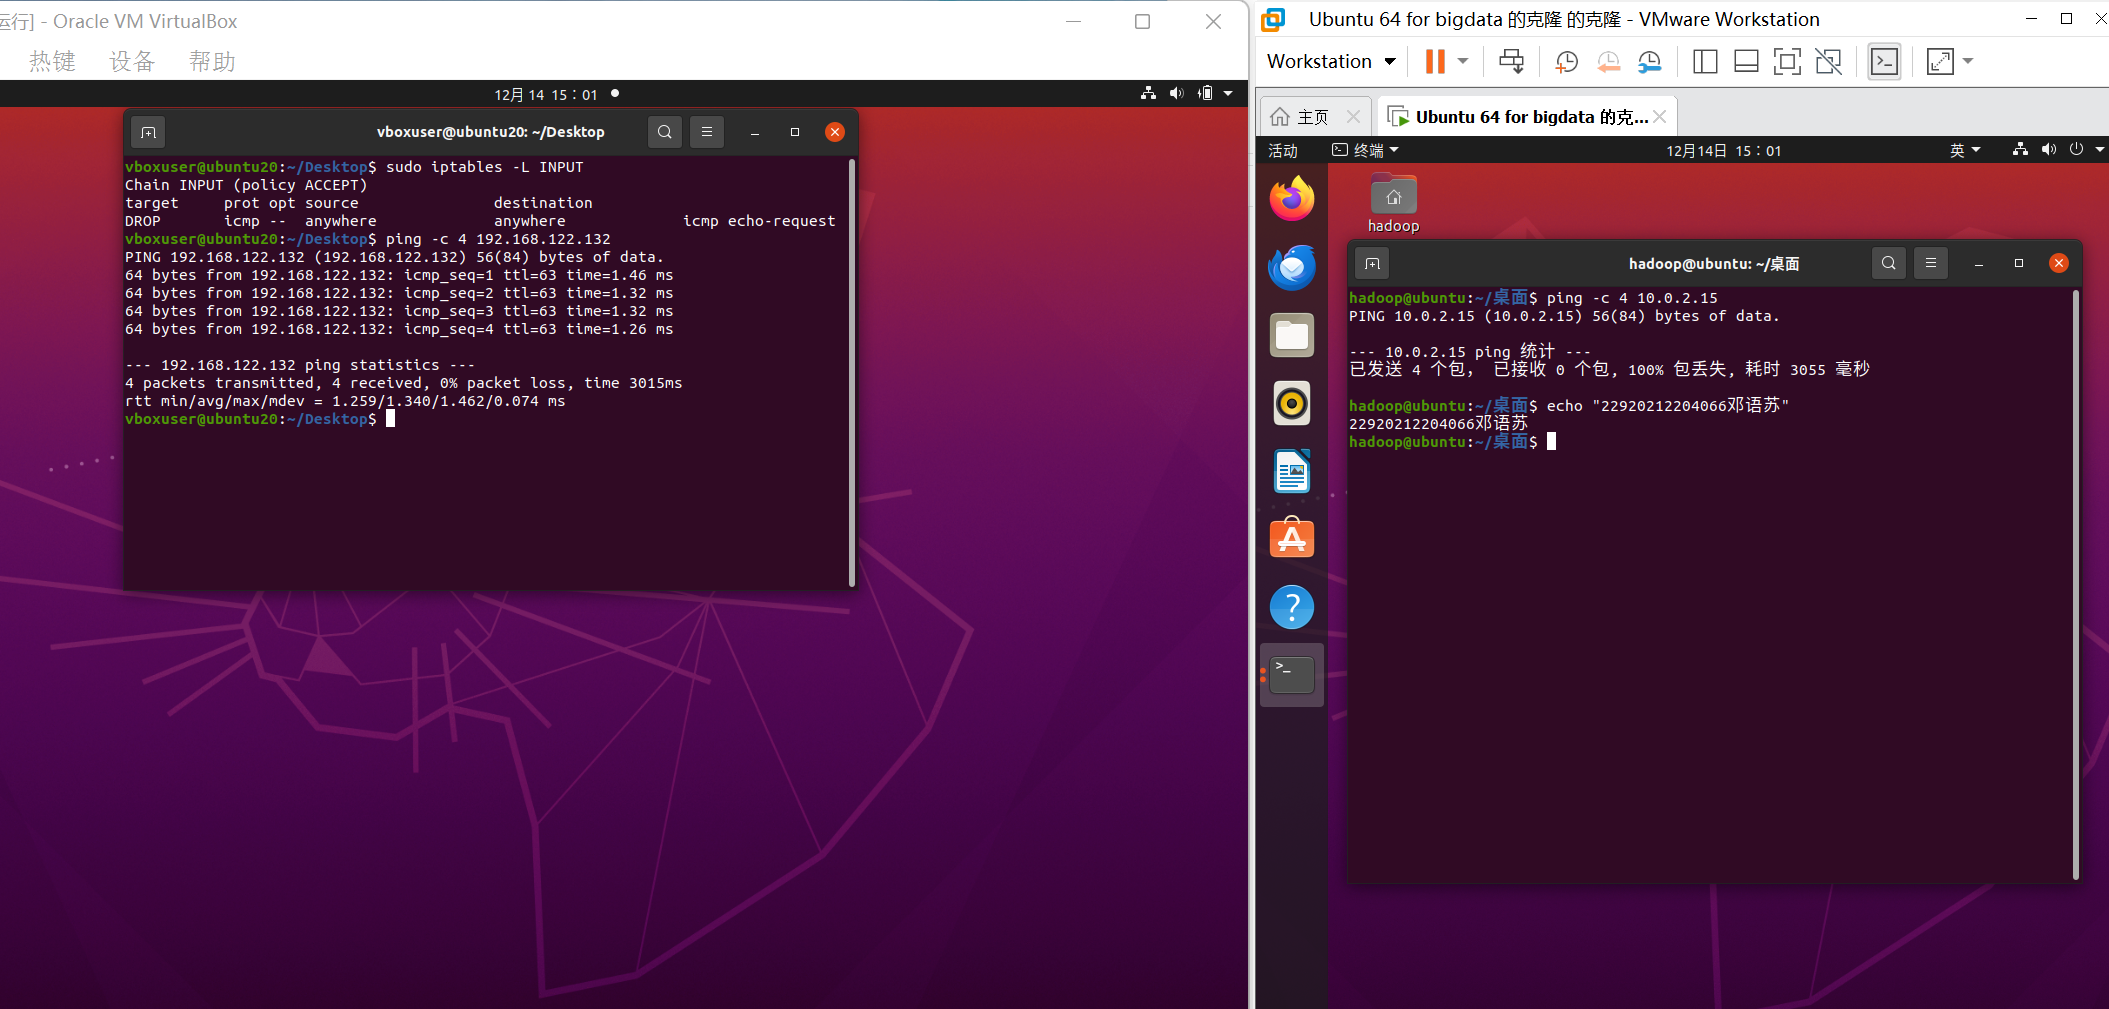 运行] - Oracle VM VirtualBox
热键 设备 帮助
12月 14 15：01
vboxuser@ubuntu20: ~/Desktop
vboxuser@ubuntu20:~/Desktop$ sudo iptables -L INPUT
Chain INPUT (policy ACCEPT)
target     prot opt source               destination
DROP       icmp --  anywhere             anywhere             icmp echo-request
vboxuser@ubuntu20:~/Desktop$ ping -c 4 192.168.122.132
PING 192.168.122.132 (192.168.122.132) 56(84) bytes of data.
64 bytes from 192.168.122.132: icmp_seq=1 ttl=63 time=1.46 ms
64 bytes from 192.168.122.132: icmp_seq=2 ttl=63 time=1.32 ms
64 bytes from 192.168.122.132: icmp_seq=3 ttl=63 time=1.32 ms
64 bytes from 192.168.122.132: icmp_seq=4 ttl=63 time=1.26 ms
--- 192.168.122.132 ping statistics ---
4 packets transmitted, 4 received, 0% packet loss, time 3015ms
rtt min/avg/max/mdev = 1.259/1.340/1.462/0.074 ms
vboxuser@ubuntu20:~/Desktop$
Ubuntu 64 for bigdata 的克隆 的克隆 - VMware Workstation
Workstation
主页
Ubuntu 64 for bigdata 的克...
活动 终端 12月14日 15：01 英
hadoop
hadoop@ubuntu: ~/桌面
hadoop@ubuntu:~/桌面$ ping -c 4 10.0.2.15
PING 10.0.2.15 (10.0.2.15) 56(84) bytes of data.
--- 10.0.2.15 ping 统计 ---
已发送 4 个包， 已接收 0 个包, 100% 包丢失, 耗时 3055 毫秒
hadoop@ubuntu:~/桌面$ echo "22920212204066邓语苏"
22920212204066邓语苏
hadoop@ubuntu:~/桌面$